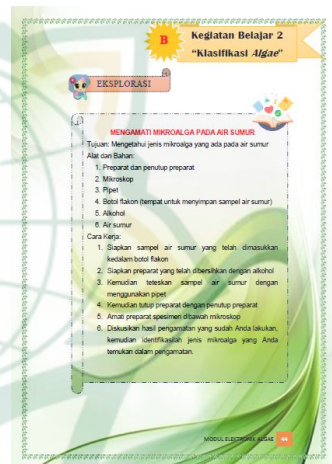 B
Kegiatan Belajar 2
"Klasifikasi Algae"
EKSPLORASI
MENGAMATI MIKROALGA PADA AIR SUMUR
Tujuan: Mengetahui jenis mikroalga yang ada pada air sumur
Alat dan Bahan:
1. Preparat dan penutup preparat
2. Mikroskop
3. Pipet
4. Botol flakon (tempat untuk menyimpan sampel air sumur)
5. Alkohol
6. Air sumur
Cara Kerja:
1. Siapkan sampel air sumur yang telah dimasukkan
kedalam botol flakon
2. Siapkan preparat yang telah dibersihkan dengan alkohol
3. Kemudian teteskan sampel air sumur dengan
menggunakan pipet
4. Kemudian tutup preparat dengan penutup preparat
5. Amati preparat spesimen dibawah mikroskop
6. Diskusikan hasil pengamatan yang sudah Anda lakukan,
kemudian identifikasilah jenis mikroalga yang Anda
temukan dalam pengamatan.
MODUL ELEKTRONIK ALGAE 44